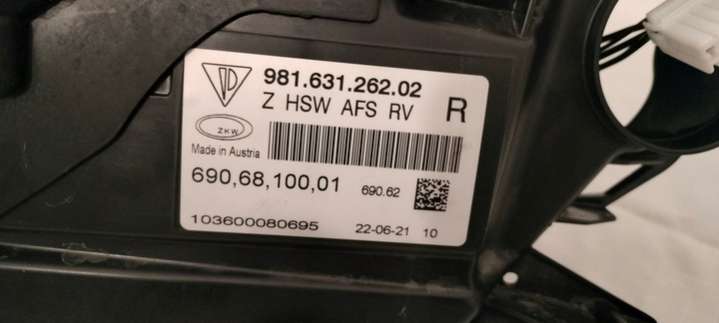 981.631.262.02
Z HSW AFS RV R
ZKW
Made in Austria
690,68,100,01 690.62
103600080695 22-06-21 10